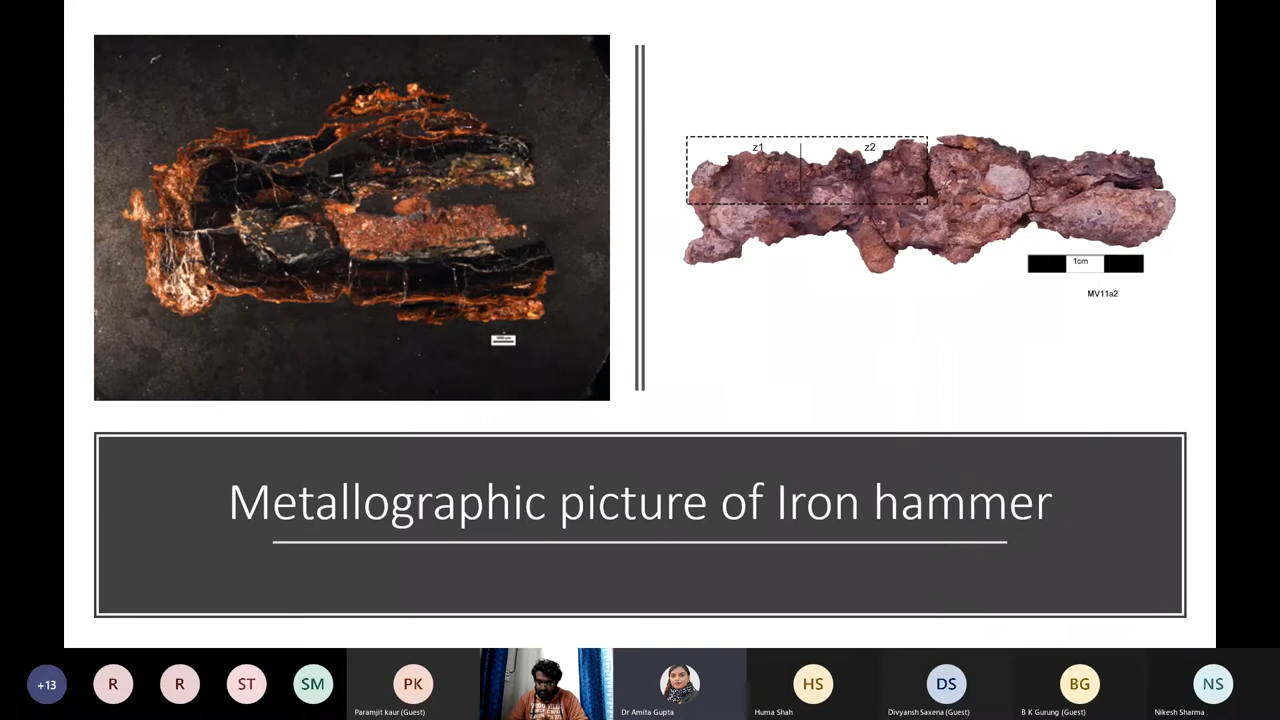 z1
z2
1cm
MV11a2
Metallographic picture of Iron hammer
+13
R
R
ST
SM
PK
HS
DS
BG
NS
Paramjit kaur (Guest)
Dr Amita Gupta
Huma Shah
Divyansh Saxena (Guest)
B K Gurung (Guest)
Nikesh Sharma